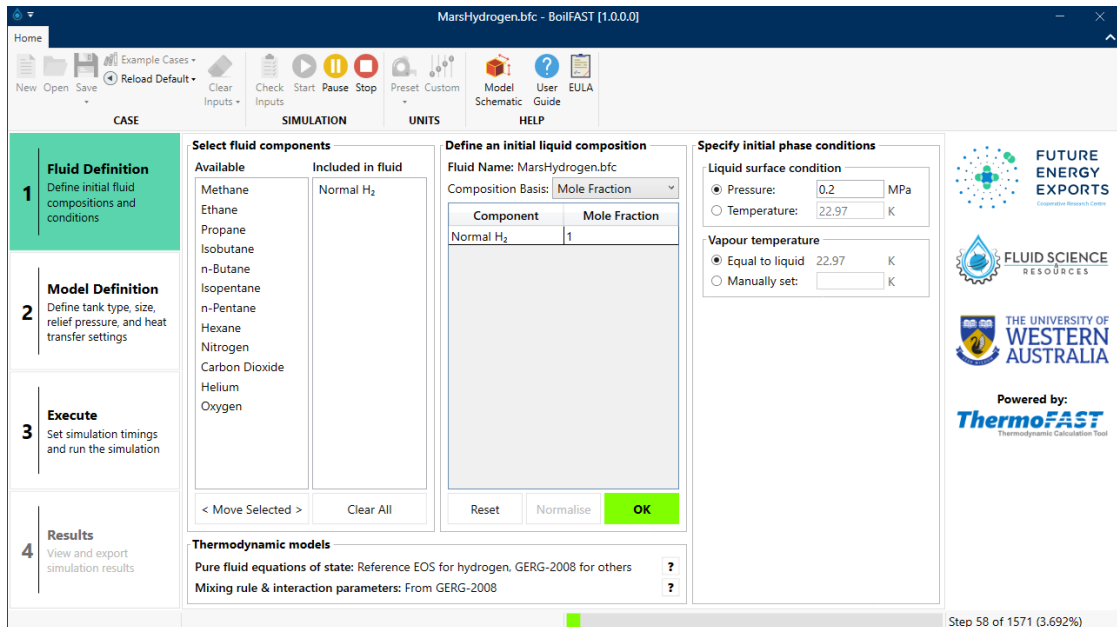 MarsHydrogen.bfc - BoilFAST [1.0.0.0]
Home
New
Open
Save
Example Cases
Reload Default
Clear Inputs
CASE
Check Inputs
Start
Pause
Stop
SIMULATION
Preset
Custom
UNITS
Model Schematic
User Guide
EULA
HELP
1
Fluid Definition
Define initial fluid
compositions and
conditions
2
Model Definition
Define tank type, size,
relief pressure, and heat
transfer settings
3
Execute
Set simulation timings
and run the simulation
4
Results
View and export
simulation results
Select fluid components
Available
Methane
Ethane
Propane
Isobutane
n-Butane
Isopentane
n-Pentane
Hexane
Nitrogen
Carbon Dioxide
Helium
Oxygen
Included in fluid
Normal H₂
< Move Selected >
Clear All
Define an initial liquid composition
Fluid Name: MarsHydrogen.bfc
Composition Basis: Mole Fraction
Component Mole Fraction
Normal H₂ 1
Reset
Normalise
OK
Thermodynamic models
Pure fluid equations of state: Reference EOS for hydrogen, GERG-2008 for others ?
Mixing rule & interaction parameters: From GERG-2008 ?
Specify initial phase conditions
Liquid surface condition
Pressure: 0.2 MPa
Temperature: 22.97 K
Vapour temperature
Equal to liquid 22.97 K
Manually set: K
FUTURE
ENERGY
EXPORTS
Cooperative Research Centre
FLUID SCIENCE
RESOURCES
THE UNIVERSITY OF
WESTERN
AUSTRALIA
Powered by:
ThermoFAST
Thermodynamic Calculation Tool
Step 58 of 1571 (3.692%)